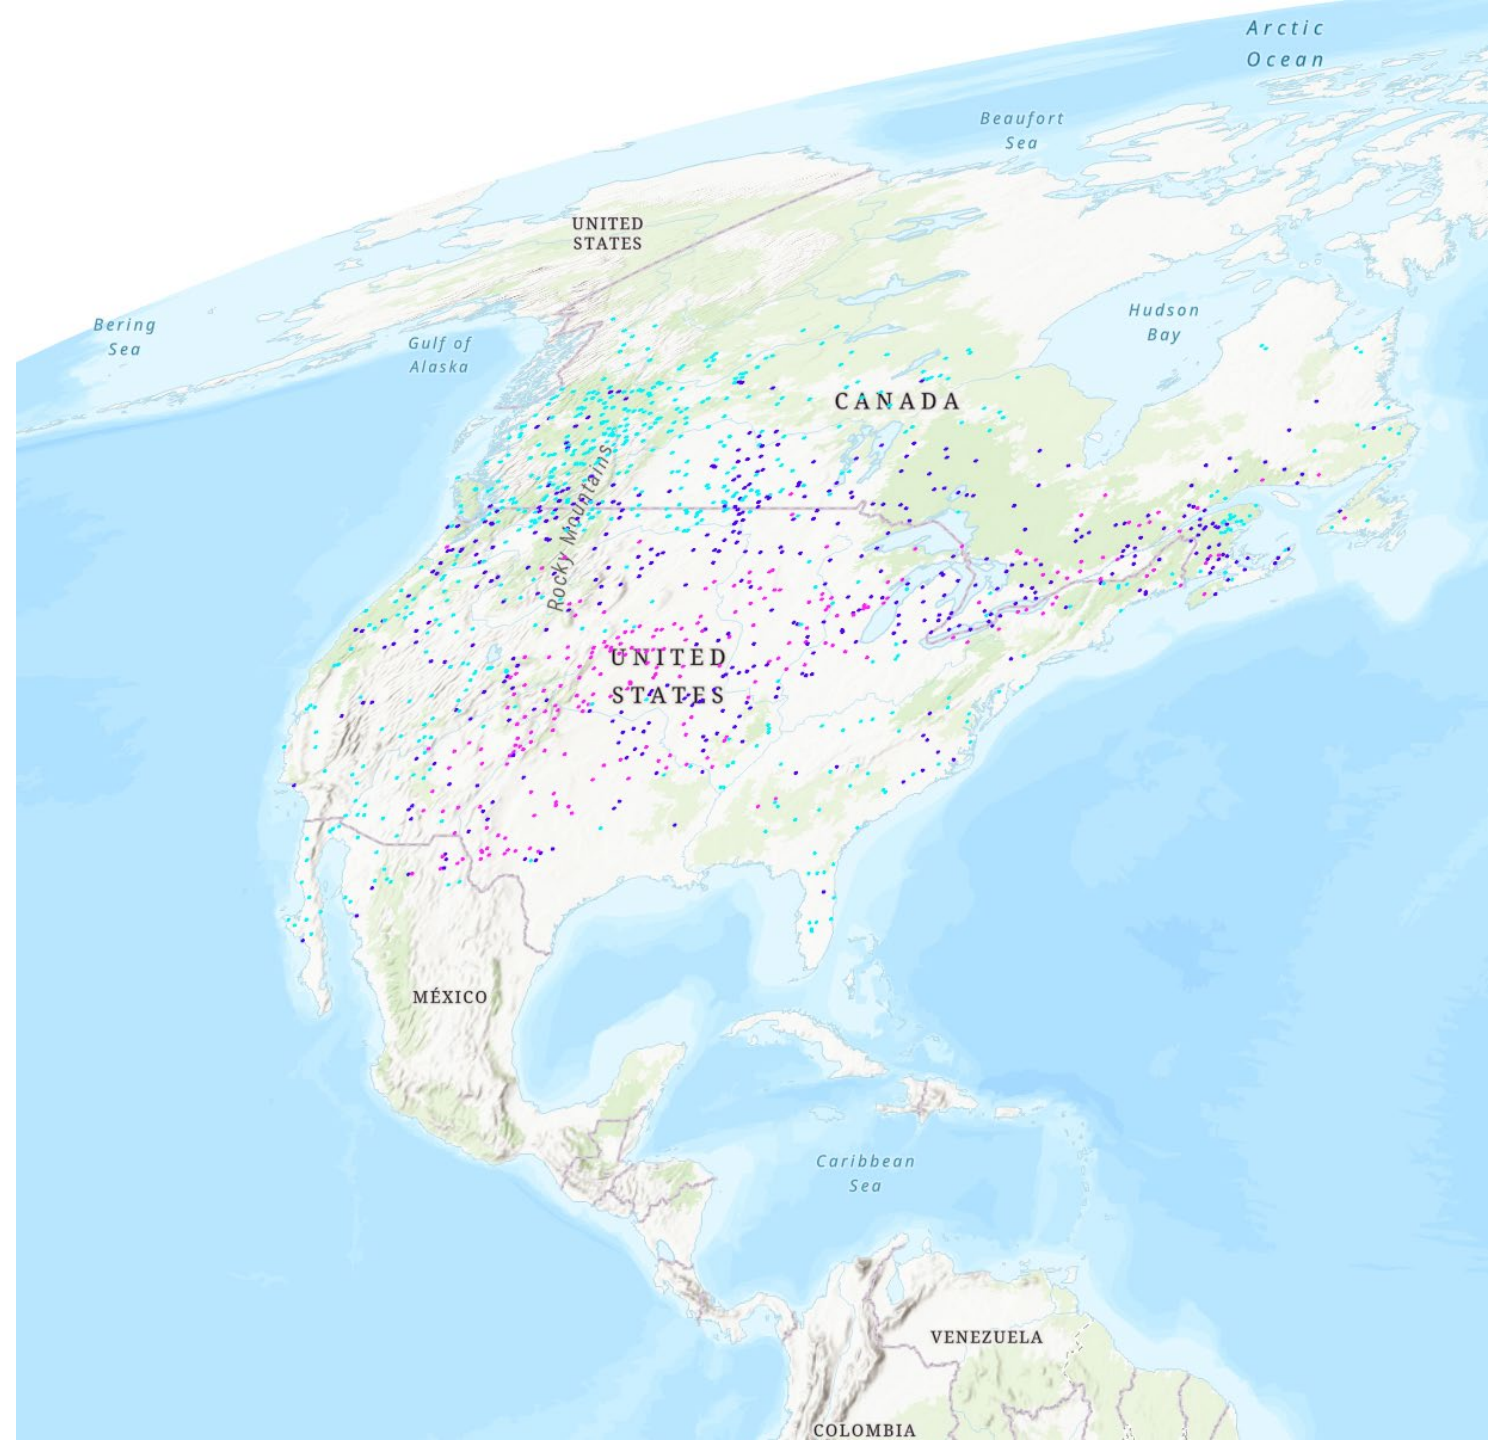 Arctic
Ocean
Beaufort
Sea
UNITED
STATES
Bering
Sea
Gulf of
Alaska
Hudson
Bay
CANADA
Rocky Mountains
UNITED
STATES
MÉXICO
Caribbean
Sea
VENEZUELA
COLOMBIA